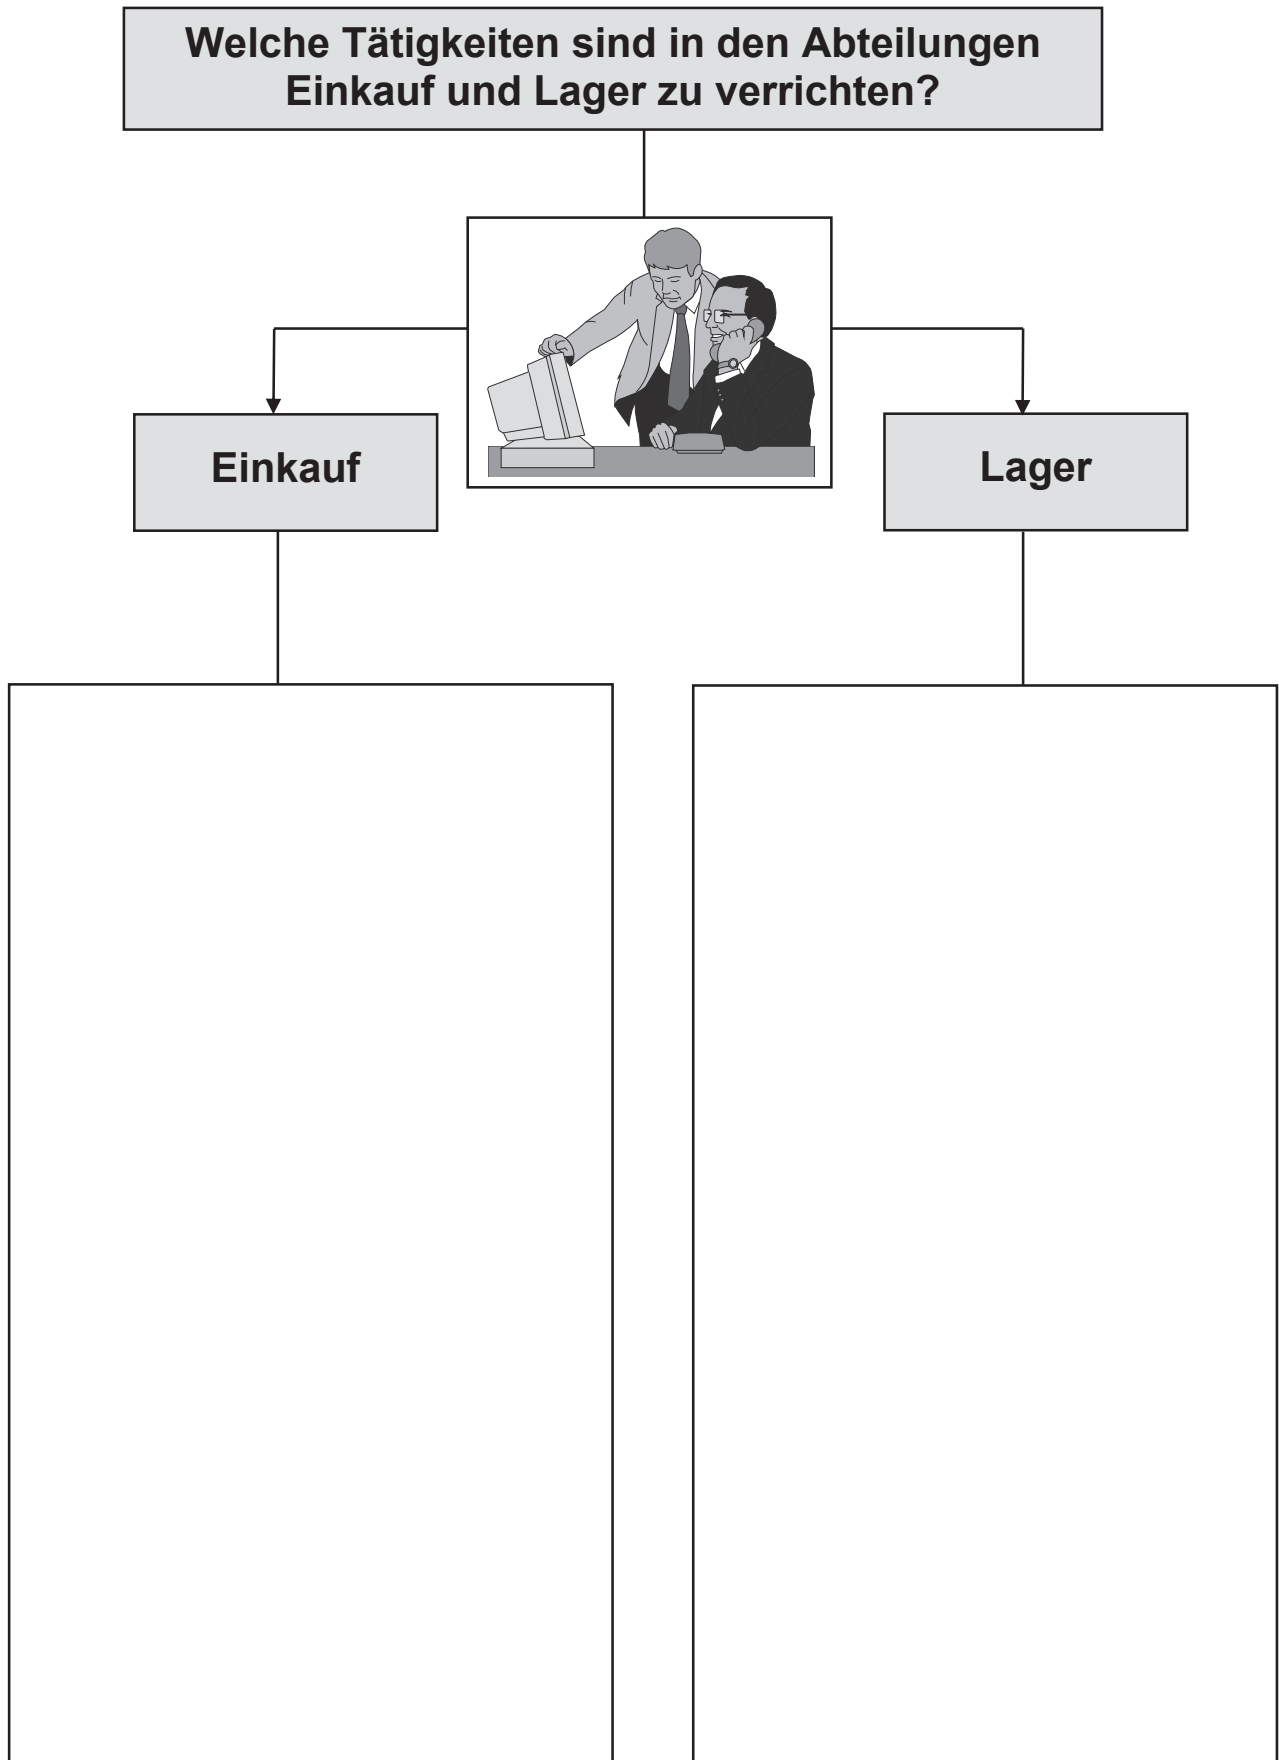 Welche Tätigkeiten sind in den Abteilungen
Einkauf und Lager zu verrichten?
Einkauf
Lager